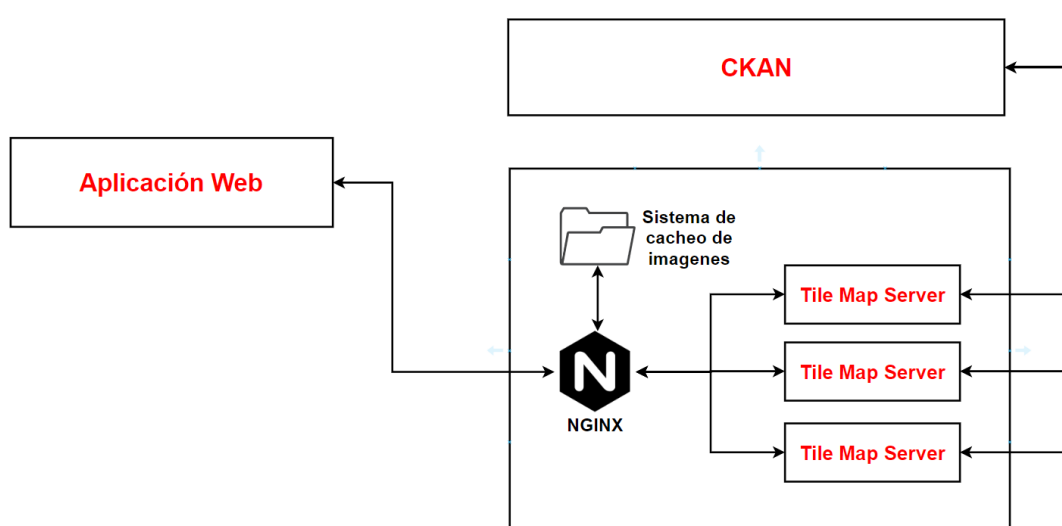 CKAN
Aplicación Web
Sistema de
cacheo de
imagenes
Tile Map Server
Tile Map Server
NGINX
Tile Map Server